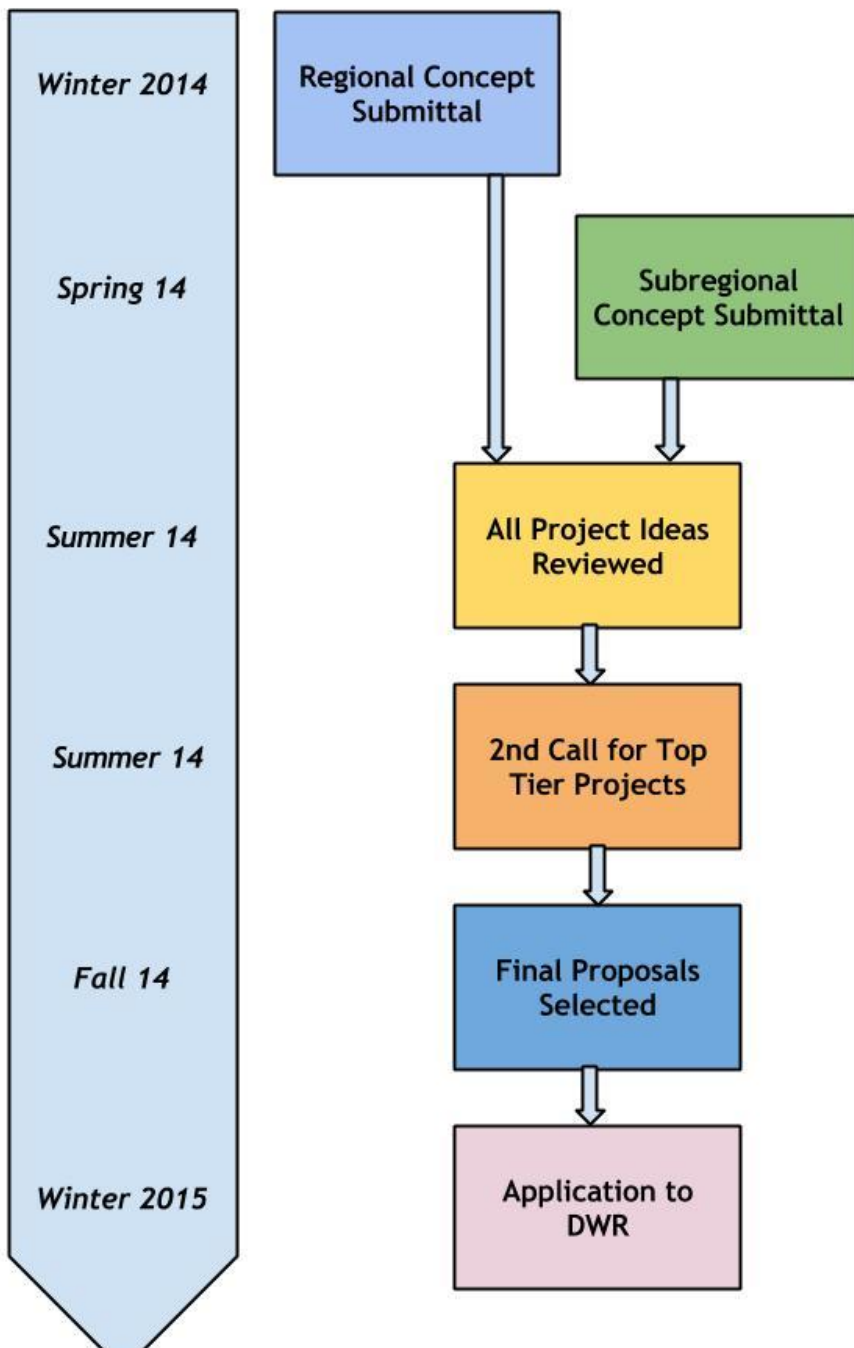 Winter 2014
Regional Concept
Submittal
Spring 14
Subregional
Concept Submittal
Summer 14
All Project Ideas
Reviewed
Summer 14
2nd Call for Top
Tier Projects
Fall 14
Final Proposals
Selected
Winter 2015
Application to
DWR